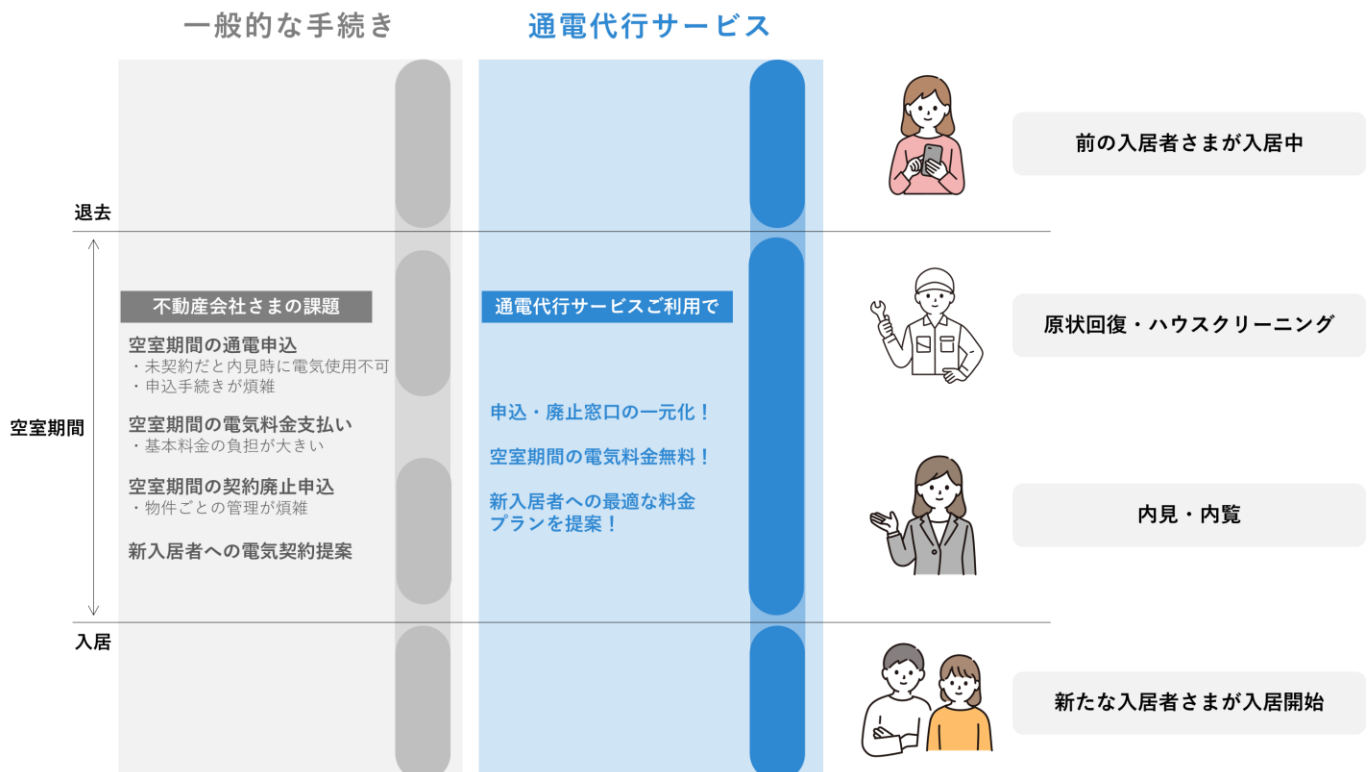 一般的な手続き
通電代行サービス
前の入居者さまが入居中
退去
不動産会社さまの課題
空室期間の通電申込
・未契約だと内見時に電気使用不可
・申込手続きが煩雑
空室期間の電気料金支払い
・基本料金の負担が大きい
空室期間の契約廃止申込
・物件ごとの管理が煩雑
新入居者への電気契約提案
通電代行サービスご利用で
申込・廃止窓口の一元化！
空室期間の電気料金無料！
新入居者への最適な料金
プランを提案！
原状回復・ハウスクリーニング
空室期間
内見・内覧
入居
新たな入居者さまが入居開始